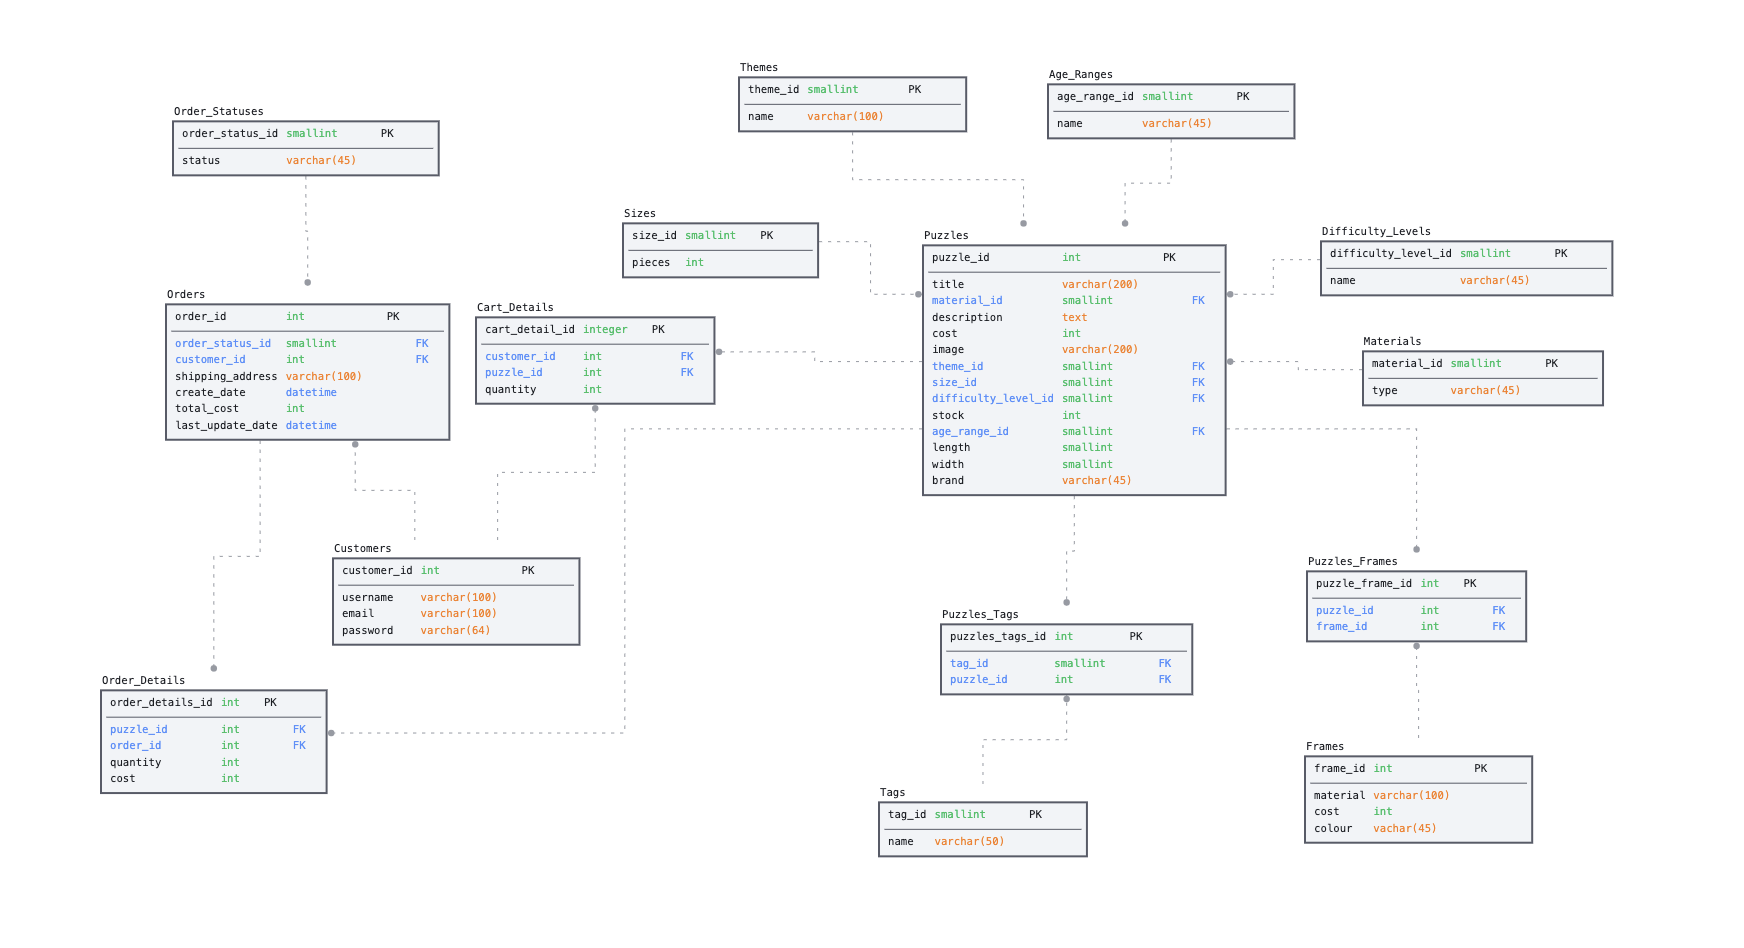 Themes
theme_id smallint PK
name varchar(100)
Age_Ranges
age_range_id smallint PK
name varchar(45)
Order_Statuses
order_status_id smallint PK
status varchar(45)
Sizes
size_id smallint PK
pieces int
Puzzles
puzzle_id int PK
title varchar(200)
material_id smallint FK
description text
cost int
image varchar(200)
theme_id smallint FK
size_id smallint FK
difficulty_level_id smallint FK
stock int
age_range_id smallint FK
length smallint
width smallint
brand varchar(45)
Difficulty_Levels
difficulty_level_id smallint PK
name varchar(45)
Orders
order_id int PK
order_status_id smallint FK
customer_id int FK
shipping_address varchar(100)
create_date datetime
total_cost int
last_update_date datetime
Cart_Details
cart_detail_id integer PK
customer_id int FK
puzzle_id int FK
quantity int
Materials
material_id smallint PK
type varchar(45)
Customers
customer_id int PK
username varchar(100)
email varchar(100)
password varchar(64)
Puzzles_Frames
puzzle_frame_id int PK
puzzle_id int FK
frame_id int FK
Puzzles_Tags
puzzles_tags_id int PK
tag_id smallint FK
puzzle_id int FK
Order_Details
order_details_id int PK
puzzle_id int FK
order_id int FK
quantity int
cost int
Frames
frame_id int PK
material varchar(100)
cost int
colour vachar(45)
Tags
tag_id smallint PK
name varchar(50)